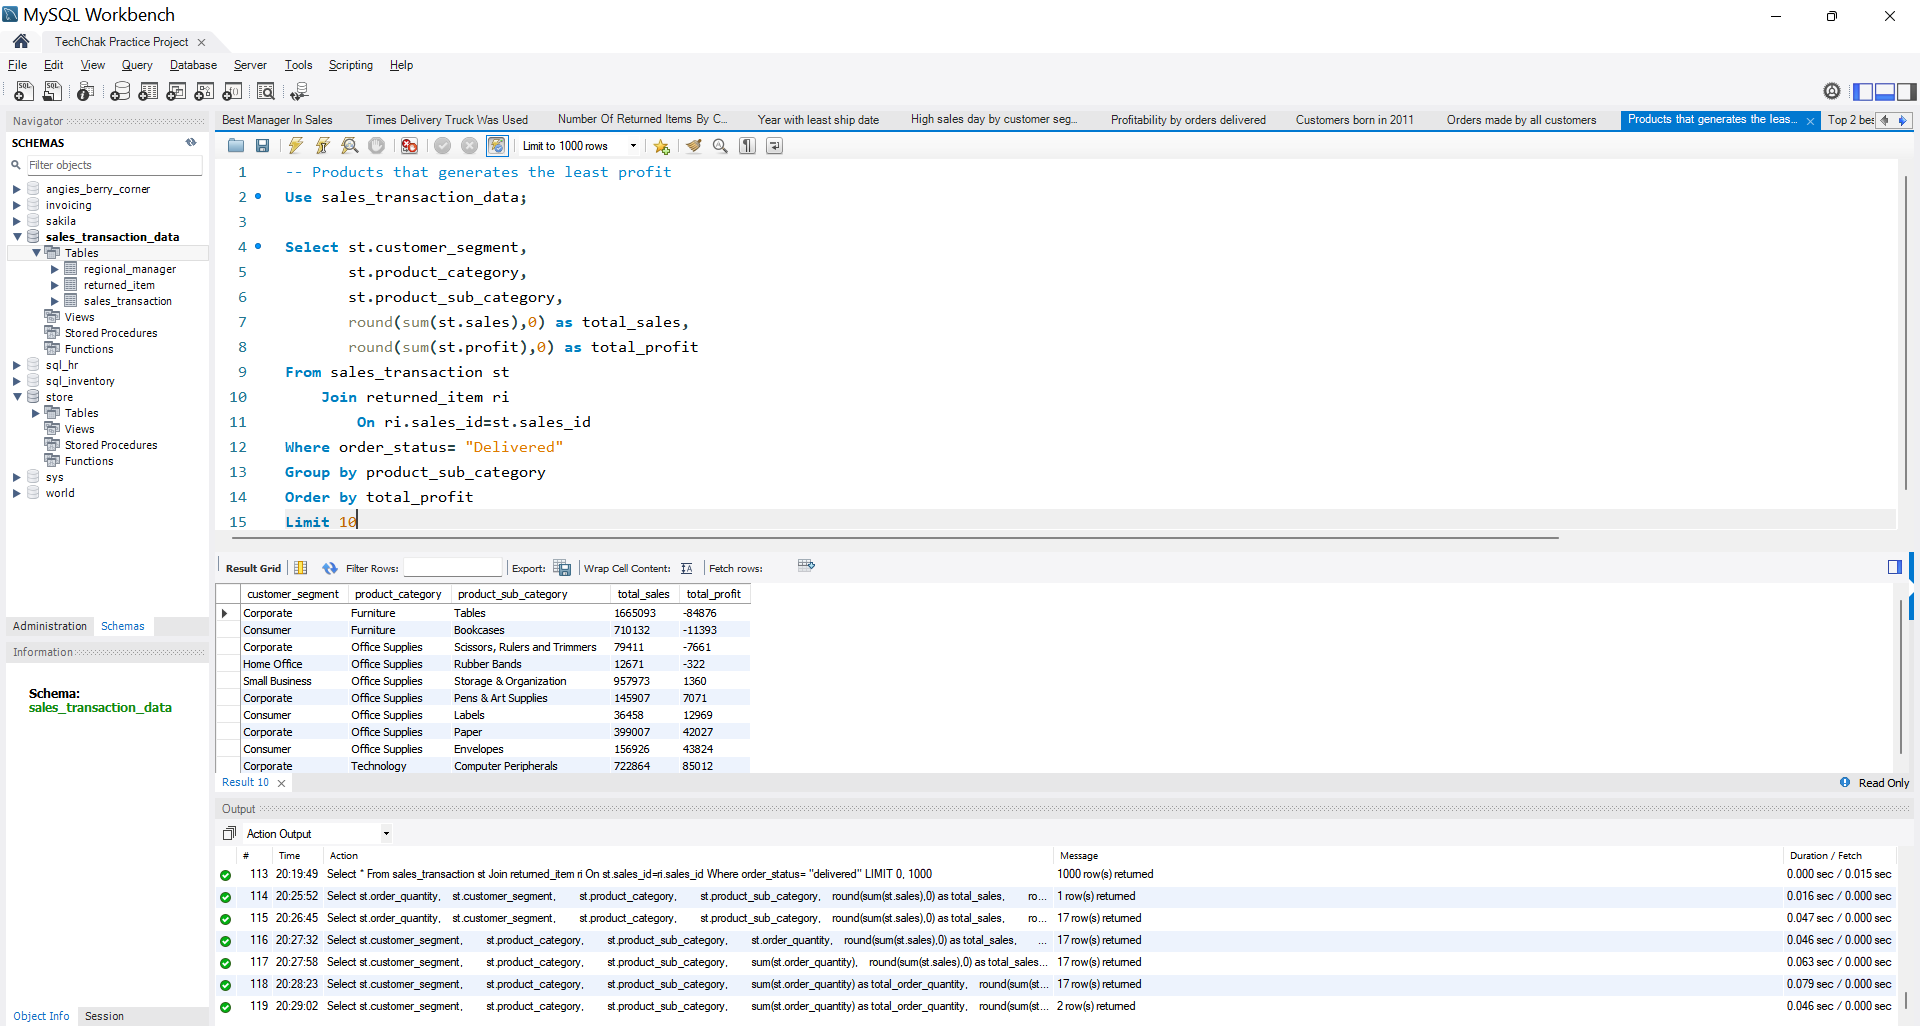 MySQL Workbench
TechChak Practice Project
File Edit View Query Database Server Tools Scripting Help
Navigator
SCHEMAS
Filter objects
angies_berry_corner
invoicing
sakila
sales_transaction_data
Tables
regional_manager
returned_item
sales_transaction
Views
Stored Procedures
Functions
sql_hr
sql_inventory
store
Tables
Views
Stored Procedures
Functions
sys
world
Administration Schemas
Information
Schema:
sales_transaction_data
Object Info Session
Best Manager In Sales Times Delivery Truck Was Used Number Of Returned Items By C... Year with least ship date High sales day by customer seg... Profitability by orders delivered Customers born in 2011 Orders made by all customers Products that generates the leas... Top 2 bes
Limit to 1000 rows
1 -- Products that generates the least profit
2 Use sales_transaction_data;
3
4 Select st.customer_segment,
5 st.product_category,
6 st.product_sub_category,
7 round(sum(st.sales),0) as total_sales,
8 round(sum(st.profit),0) as total_profit
9 From sales_transaction st
10 Join returned_item ri
11 On ri.sales_id=st.sales_id
12 Where order_status= "Delivered"
13 Group by product_sub_category
14 Order by total_profit
15 Limit 10
Result Grid Filter Rows: Export: Wrap Cell Content: Fetch rows:
customer_segment product_category product_sub_category total_sales total_profit
Corporate Furniture Tables 1665093 -84876
Consumer Furniture Bookcases 710132 -11393
Corporate Office Supplies Scissors, Rulers and Trimmers 79411 -7661
Home Office Office Supplies Rubber Bands 12671 -322
Small Business Office Supplies Storage & Organization 957973 1360
Corporate Office Supplies Pens & Art Supplies 145907 7071
Consumer Office Supplies Labels 36458 12969
Corporate Office Supplies Paper 399007 42027
Consumer Office Supplies Envelopes 156926 43824
Corporate Technology Computer Peripherals 722864 85012
Result 10 Read Only
Output
Action Output
# Time Action Message Duration / Fetch
113 20:19:49 Select * From sales_transaction st Join returned_item ri On st.sales_id=ri.sales_id Where order_status= "delivered" LIMIT 0, 1000 1000 row(s) returned 0.000 sec / 0.015 sec
114 20:25:52 Select st.order_quantity, st.customer_segment, st.product_category, st.product_sub_category, round(sum(st.sales),0) as total_sales, ro... 1 row(s) returned 0.016 sec / 0.000 sec
115 20:26:45 Select st.order_quantity, st.customer_segment, st.product_category, st.product_sub_category, round(sum(st.sales),0) as total_sales, ro... 17 row(s) returned 0.047 sec / 0.000 sec
116 20:27:32 Select st.customer_segment, st.product_category, st.product_sub_category, st.order_quantity, round(sum(st.sales),0) as total_sales, ... 17 row(s) returned 0.046 sec / 0.000 sec
117 20:27:58 Select st.customer_segment, st.product_category, st.product_sub_category, sum(st.order_quantity), round(sum(st.sales),0) as total_sales... 17 row(s) returned 0.063 sec / 0.000 sec
118 20:28:23 Select st.customer_segment, st.product_category, st.product_sub_category, sum(st.order_quantity) as total_order_quantity, round(sum(st... 17 row(s) returned 0.079 sec / 0.000 sec
119 20:29:02 Select st.customer_segment, st.product_category, st.product_sub_category, sum(st.order_quantity) as total_order_quantity, round(sum(st... 2 row(s) returned 0.046 sec / 0.000 sec